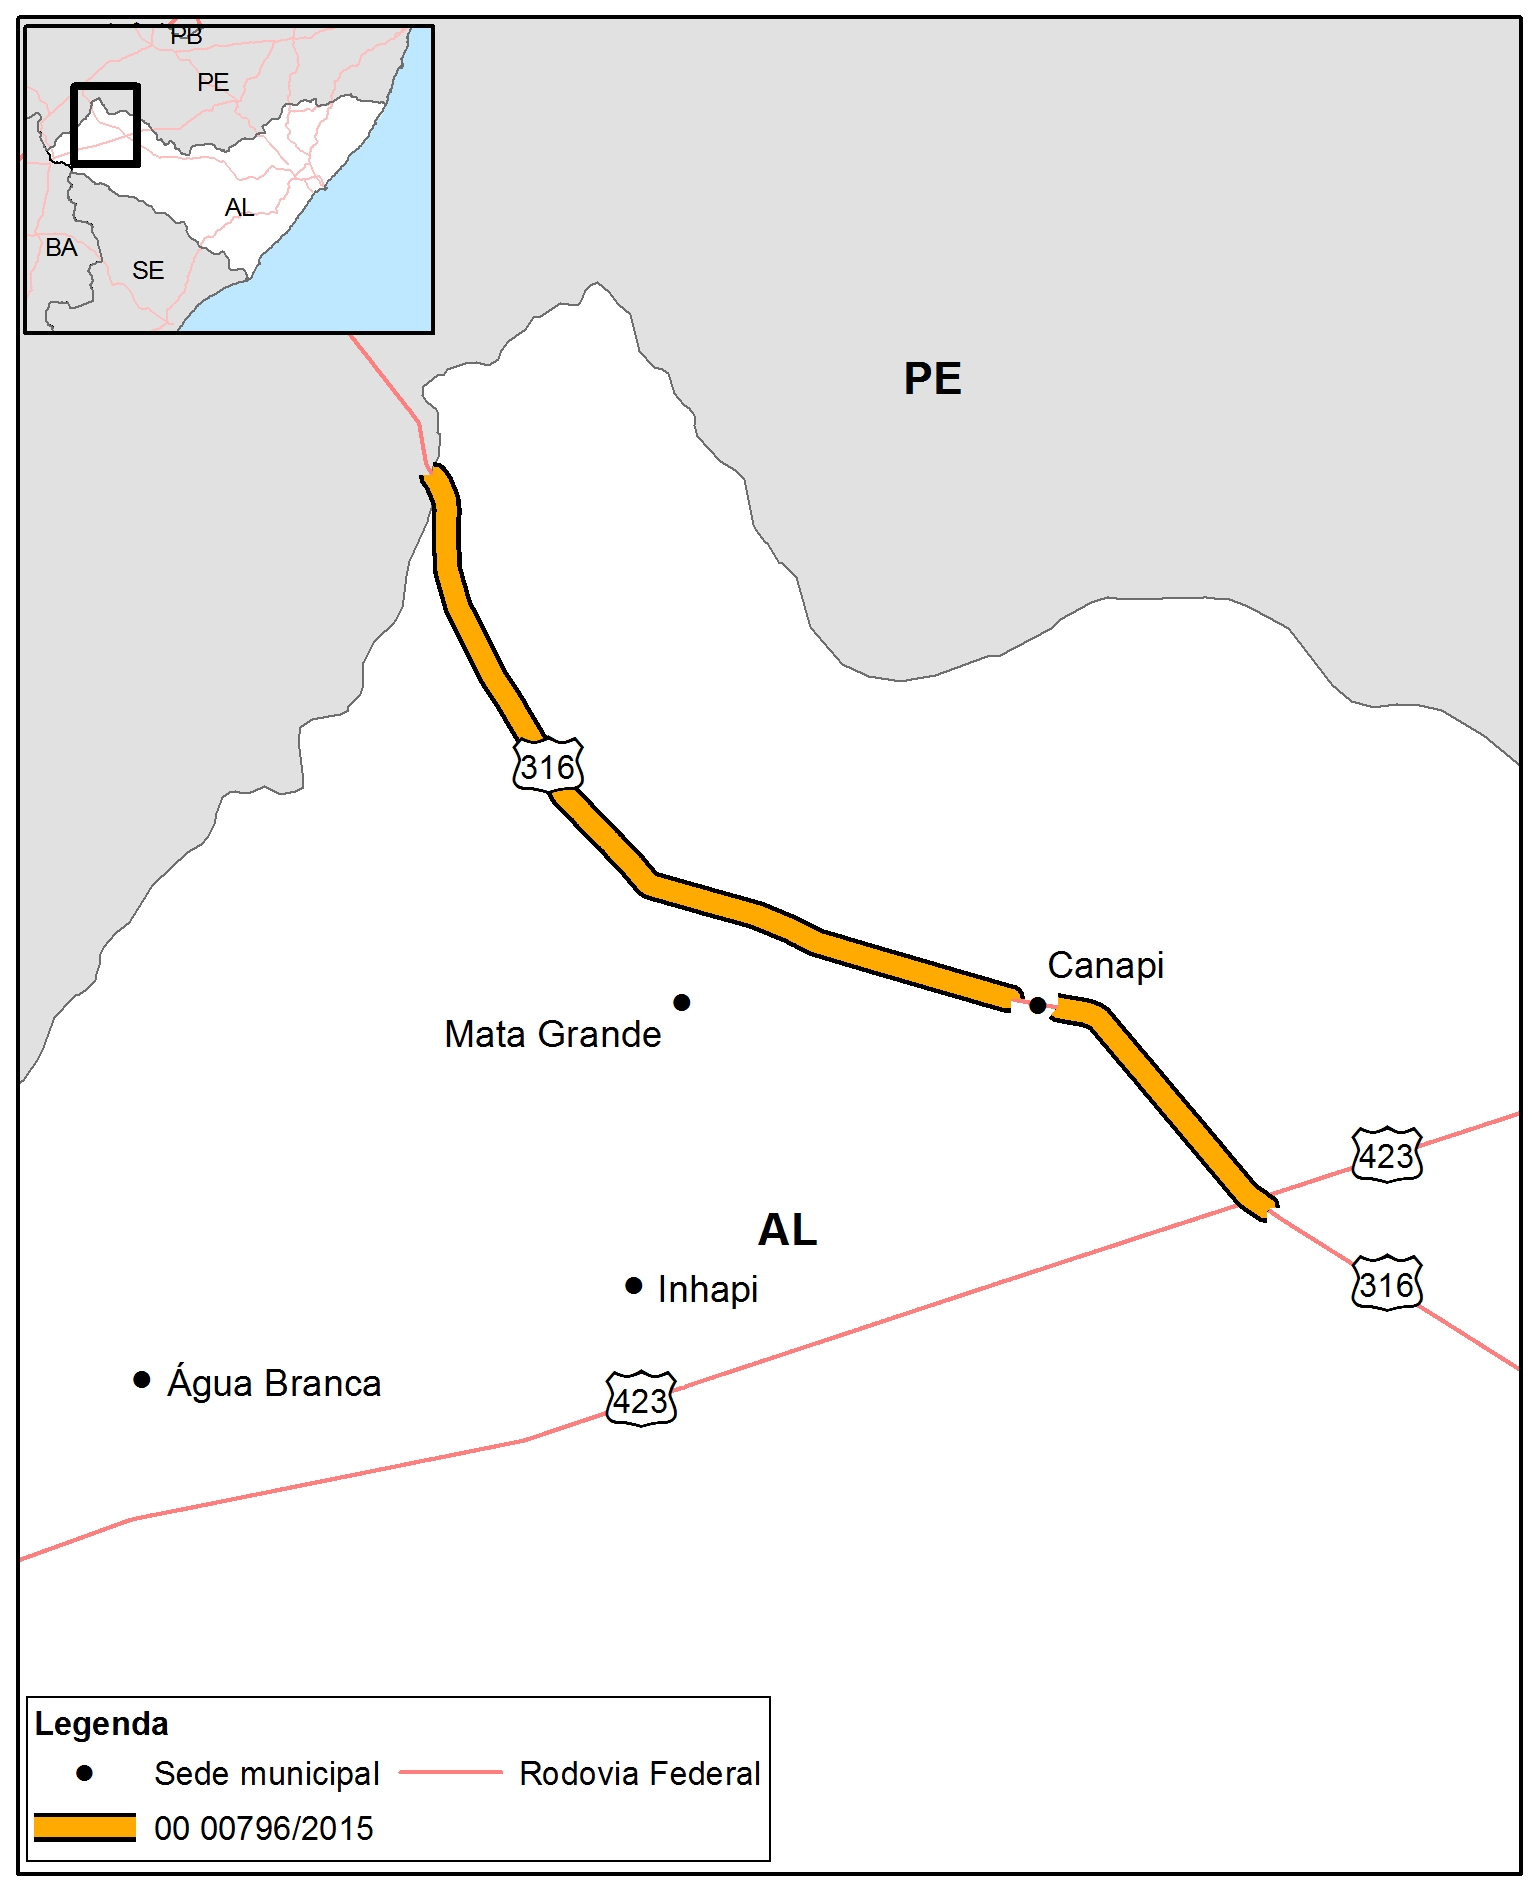 PB
PE
AL
BA
SE
PE
316
Canapi
Mata Grande
423
AL
316
Inhapi
Água Branca
423
Legenda
Sede municipal
Rodovia Federal
00 00796/2015